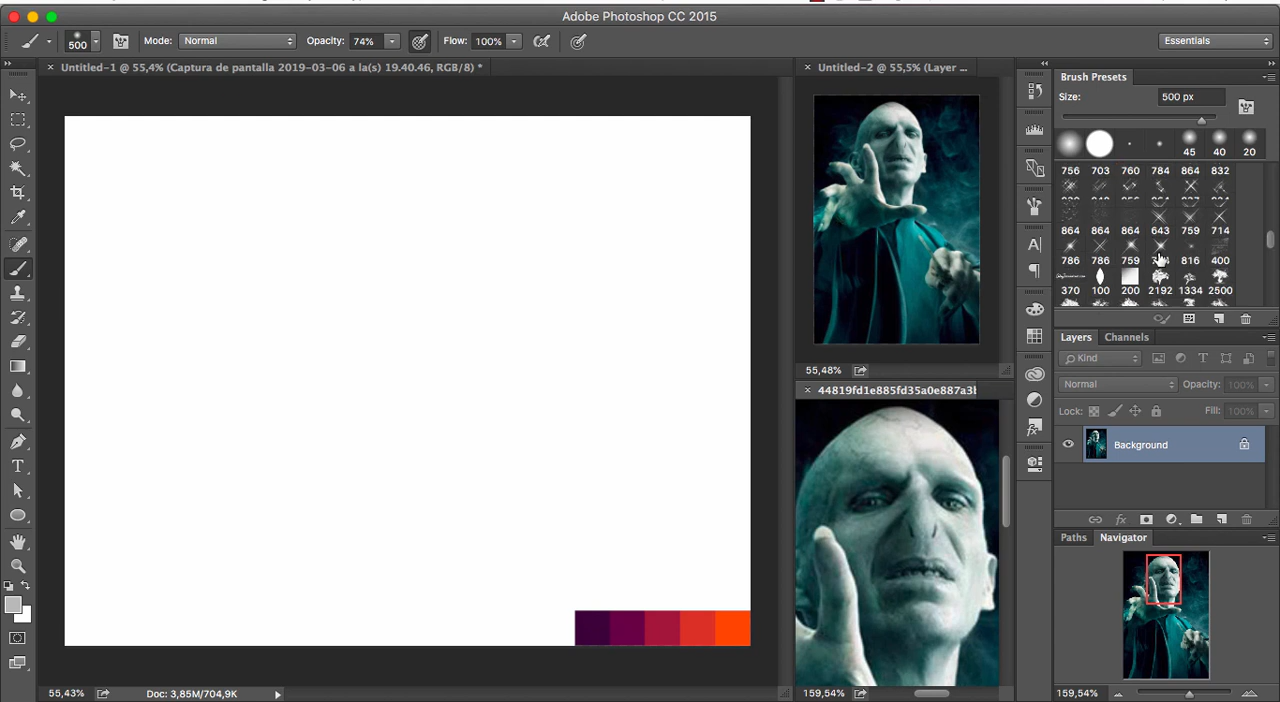 Adobe Photoshop CC 2015
500 Mode: Normal Opacity: 74% Flow: 100% Essentials
× Untitled-1 @ 55,4% (Captura de pantalla 2019-03-06 a la(s) 19.40.46, RGB/8) *
× Untitled-2 @ 55,5% (Layer ...
Brush Presets
Size: 500 px
45 40 20
756 703 760 784 864 832
864 864 864 643 759 714
786 786 759 816 400
370 100 200 2192 1334 2500
Layers Channels
Kind T
Normal Opacity: 100%
Lock: Fill: 100%
Background
fx
Paths Navigator
55,48%
× 44819fd1e885fd35a0e887a3
A|
T
55,43% Doc: 3,85M/704,9K
159,54%
159,54%